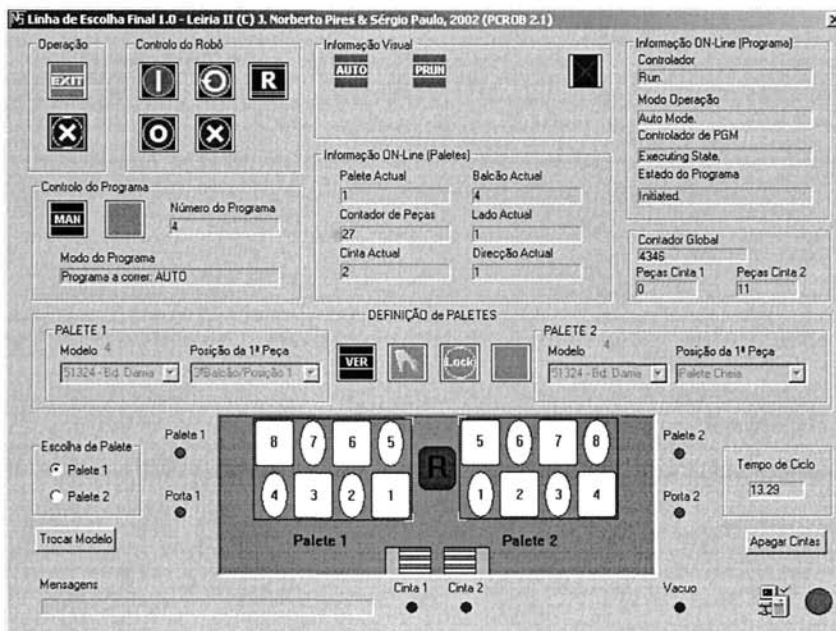 Linha de Escolha Final 1.0 - Leiria II (C) J. Norberto Pires & Sérgio Paulo, 2002 (PCROB 2.1)
Operação
EXIT
Controlo do Robô
R
Informação Visual
AUTO
PRUN
Informação ON-Line (Programa)
Controlador
Run.
Modo Operação
Auto Mode.
Controlador de PGM
Executing State.
Estado do Programa
Initiated.
Informação ON-Line (Paletes)
Palete Actual
1
Balcão Actual
4
Contador de Peças
27
Lado Actual
1
Cinta Actual
2
Direcção Actual
1
Controlo do Programa
MAN
Número do Programa
4
Modo do Programa
Programa a correr: AUTO
Contador Global
4346
Peças Cinta 1
0
Peças Cinta 2
11
DEFINIÇÃO de PALETES
PALETE 1
Modelo 4
51324 - Bd. Dama
Posição da 1ª Peça
3ºBalcão/Posição 1
VER
Lock
PALETE 2
Modelo 4
51324 - Bd. Dama
Posição da 1ª Peça
Palete Cheia
Escolha de Palete
Palete 1
Palete 2
Trocar Modelo
Palete 1
Porta 1
8 7 6 5
4 3 2 1
Palete 1
R
5 6 7 8
1 2 3 4
Palete 2
Palete 2
Porta 2
Tempo de Ciclo
13.29
Apagar Cintas
Mensagens
Cinta 1
Cinta 2
Vacuo